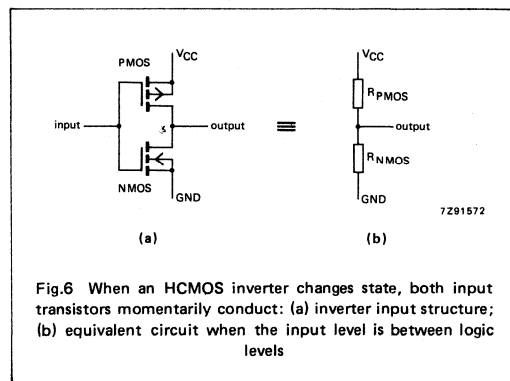 VCC
PMOS
input
output
NMOS
GND
(a)
≡
VCC
RPMOS
output
RNMOS
GND
7Z91572
(b)
Fig.6 When an HCMOS inverter changes state, both input
transistors momentarily conduct: (a) inverter input structure;
(b) equivalent circuit when the input level is between logic
levels